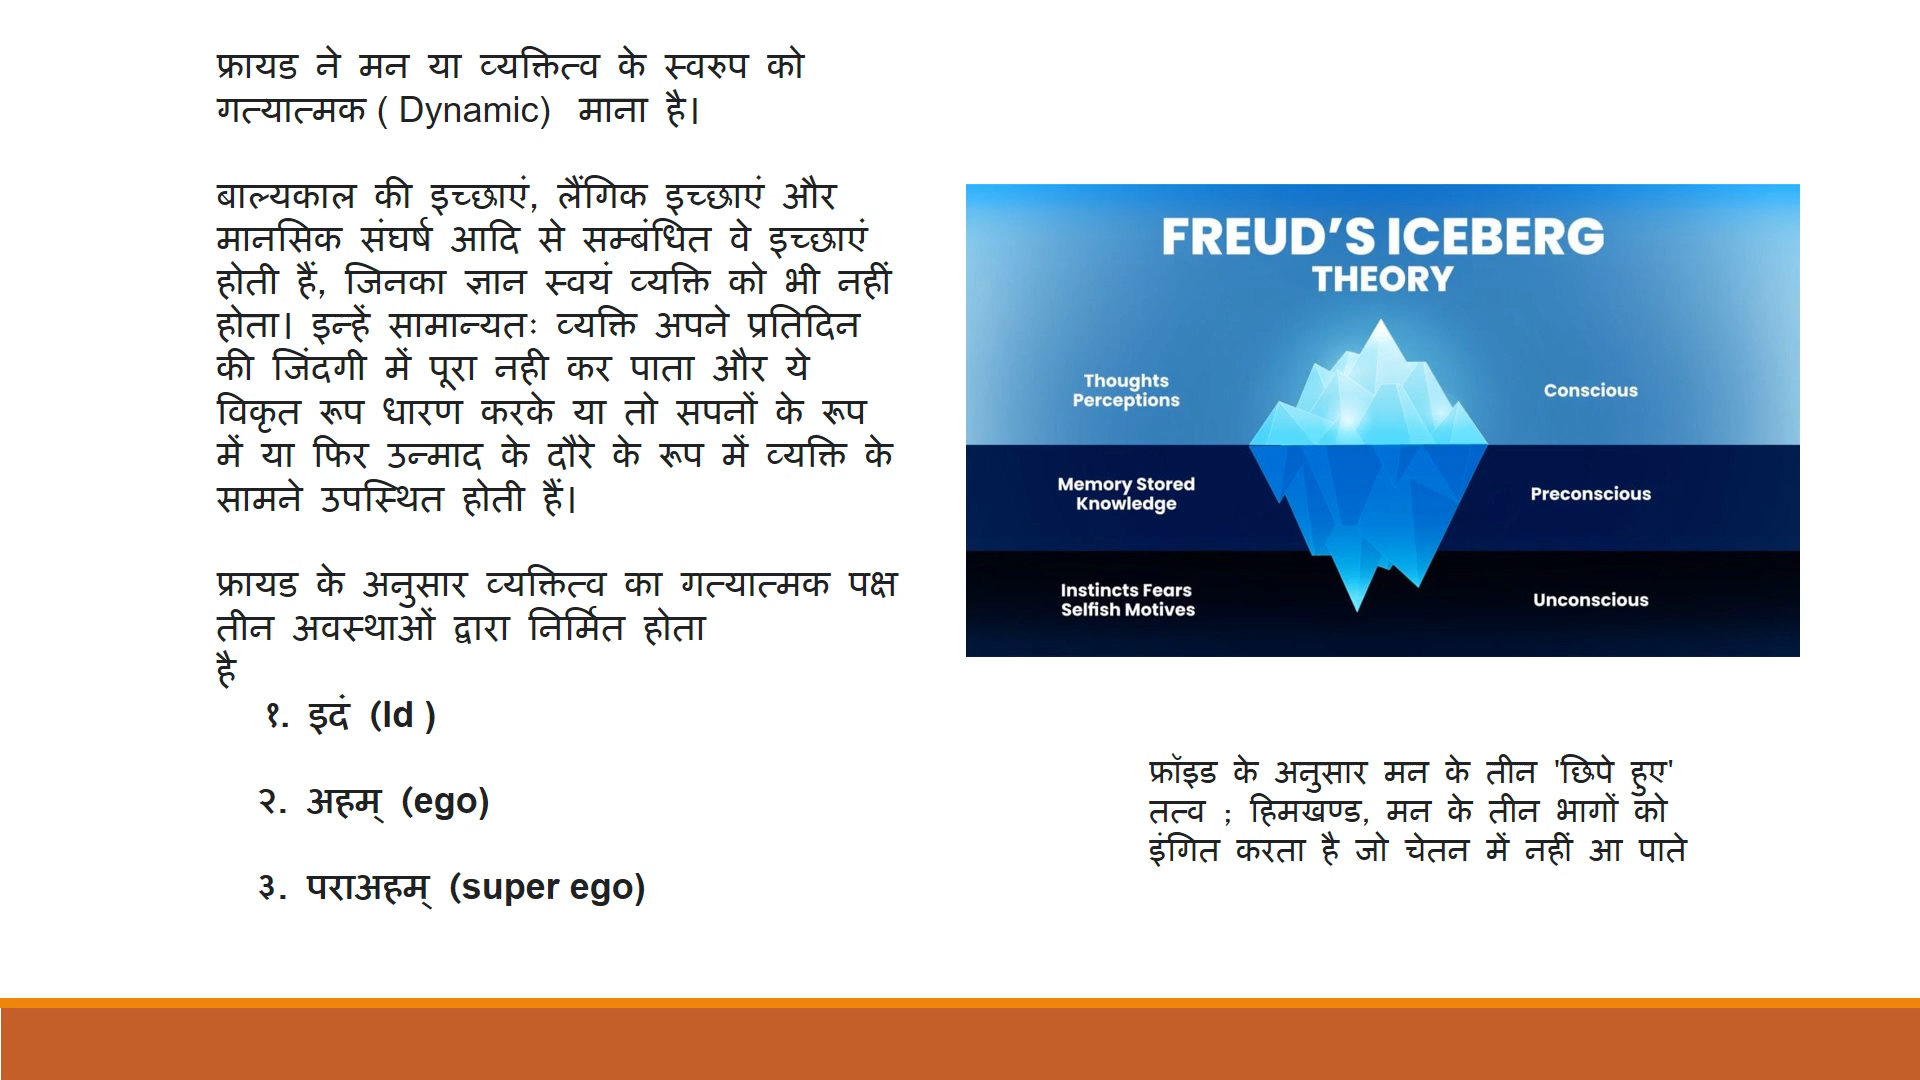 फ्रायड ने मन या व्यक्तित्व के स्वरुप को
गत्यात्मक ( Dynamic) माना है।
बाल्यकाल की इच्छाएं, लैंगिक इच्छाएं और
मानसिक संघर्ष आदि से सम्बंधित वे इच्छाएं
होती हैं, जिनका ज्ञान स्वयं व्यक्ति को भी नहीं
होता। इन्हें सामान्यतः व्यक्ति अपने प्रतिदिन
की जिंदगी में पूरा नही कर पाता और ये
विकृत रूप धारण करके या तो सपनों के रूप
में या फिर उन्माद के दौरे के रूप में व्यक्ति के
सामने उपस्थित होती हैं।
फ्रायड के अनुसार व्यक्तित्व का गत्यात्मक पक्ष
तीन अवस्थाओं द्वारा निर्मित होता
है
१. इदं (Id )
२. अहम् (ego)
३. पराअहम् (super ego)
FREUD’S ICEBERG
THEORY
Thoughts
Perceptions
Conscious
Memory Stored
Knowledge
Preconscious
Instincts Fears
Selfish Motives
Unconscious
फ्रॉइड के अनुसार मन के तीन 'छिपे हुए'
तत्व ; हिमखण्ड, मन के तीन भागों को
इंगित करता है जो चेतन में नहीं आ पाते